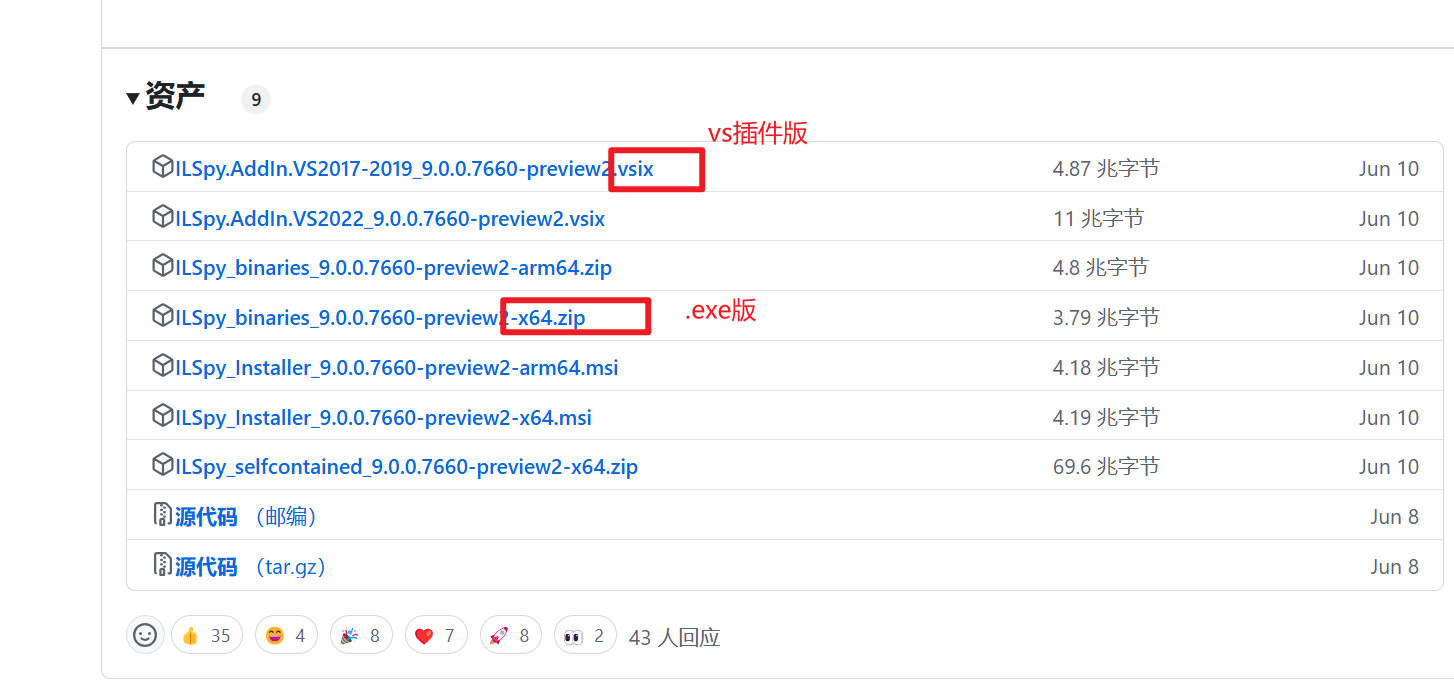 资产 9
vs插件版
ILSpy.AddIn.VS2017-2019_9.0.0.7660-preview2.vsix 4.87 兆字节 Jun 10
ILSpy.AddIn.VS2022_9.0.0.7660-preview2.vsix 11 兆字节 Jun 10
ILSpy_binaries_9.0.0.7660-preview2-arm64.zip 4.8 兆字节 Jun 10
.exe版
ILSpy_binaries_9.0.0.7660-preview2-x64.zip 3.79 兆字节 Jun 10
ILSpy_Installer_9.0.0.7660-preview2-arm64.msi 4.18 兆字节 Jun 10
ILSpy_Installer_9.0.0.7660-preview2-x64.msi 4.19 兆字节 Jun 10
ILSpy_selfcontained_9.0.0.7660-preview2-x64.zip 69.6 兆字节 Jun 10
源代码 （邮编） Jun 8
源代码 （tar.gz） Jun 8
35 4 8 7 8 2 43 人回应